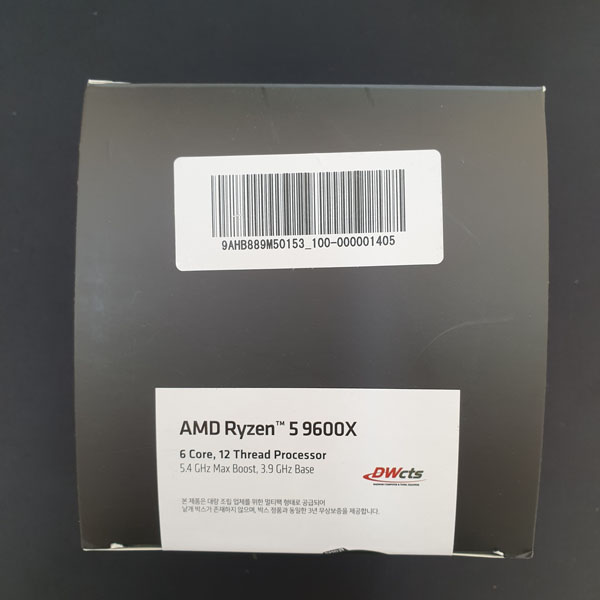 9AHB889M50153_100-000001405
AMD Ryzen™ 5 9600X
6 Core, 12 Thread Processor
5.4 GHz Max Boost, 3.9 GHz Base
DWcts
본 제품은 대량 조립 업체를 위한 멀티팩 형태로 공급되어
낱개 박스가 존재하지 않으며, 박스 정품과 동일한 3년 무상보증을 제공합니다.